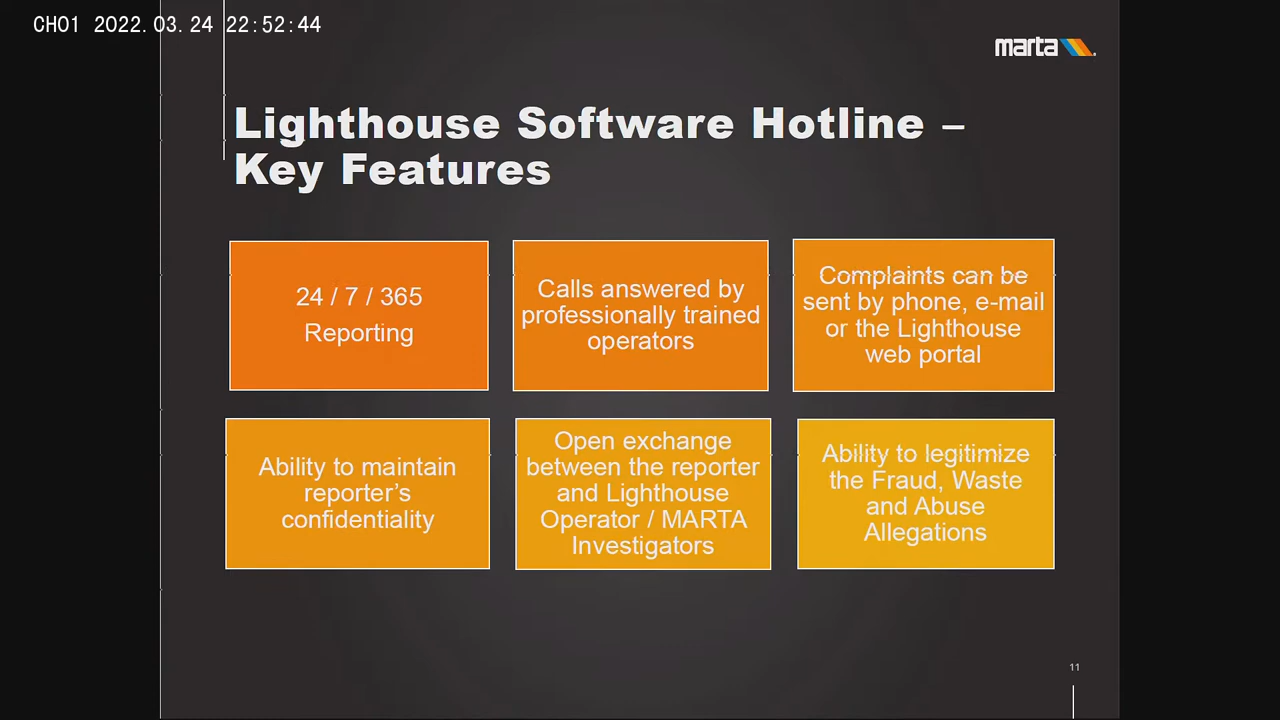 CH01 2022.03.24 22:52:44
marta
Lighthouse Software Hotline –
Key Features
24 / 7 / 365
Reporting
Calls answered by
professionally trained
operators
Complaints can be
sent by phone, e-mail
or the Lighthouse
web portal
Ability to maintain
reporter’s
confidentiality
Open exchange
between the reporter
and Lighthouse
Operator / MARTA
Investigators
Ability to legitimize
the Fraud, Waste
and Abuse
Allegations
11